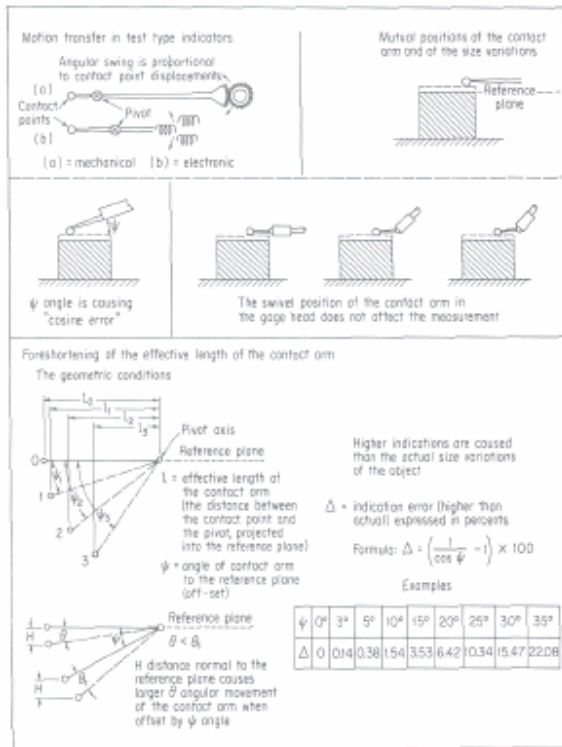 Motion transfer in test type indicators
Angular swing is proportional
to contact point displacements
(a)
Contact
points
Pivot
(b)
(a) = mechanical (b) = electronic
Mutual positions of the contact
arm and of the size variations
Reference
plane
ψ
ψ angle is causing
"cosine error"
The swivel position of the contact arm in
the gage head does not affect the measurement
Foreshortening of the effective length of the contact arm
The geometric conditions
L₀
l₁
l₂
l₃
Pivot axis
Reference plane
0
ψ₁
1
ψ₂
2
ψ₃
3
l = effective length of
the contact arm
(the distance between
the contact point and
the pivot, projected
into the reference plane)
ψ = angle of contact arm
to the reference plane
(off-set)
Higher indications are caused
than the actual size variations
of the object
Δ = indication error (higher than
actual) expressed in percents
Formula: Δ = (1/cos ψ - 1) × 100
Examples
ψ 0° 3° 5° 10° 15° 20° 25° 30° 35°
Δ 0 0.14 0.38 1.54 3.53 6.42 10.34 15.47 22.08
Reference plane
H
θ
ψ
θ < θ₁
θ₁
H
H distance normal to the
reference plane causes
larger θ angular movement
of the contact arm when
offset by ψ angle